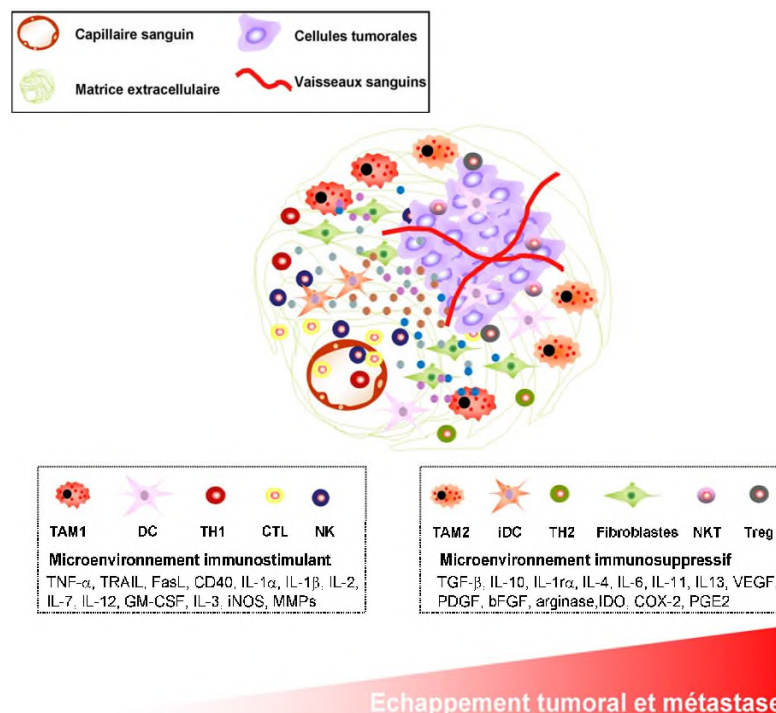 Capillaire sanguin
Cellules tumorales
Matrice extracellulaire
Vaisseaux sanguins
TAM1 DC TH1 CTL NK
Microenvironnement immunostimulant
TNF-α, TRAIL, FasL, CD40, IL-1α, IL-1β, IL-2,
IL-7, IL-12, GM-CSF, IL-3, iNOS, MMPs
TAM2 iDC TH2 Fibroblastes NKT Treg
Microenvironnement immunosuppressif
TGF-β, IL-10, IL-1rα, IL-4, IL-6, IL-11, IL13, VEGF,
PDGF, bFGF, arginase,IDO, COX-2, PGE2
Echappement tumoral et métastase